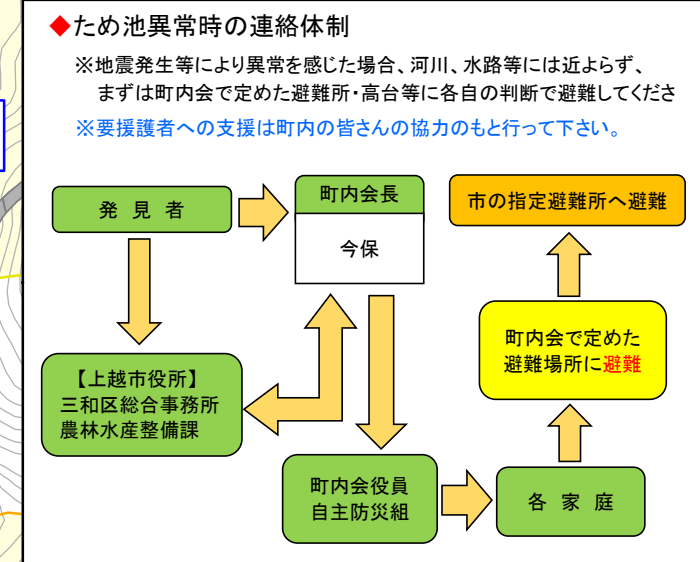 ◆ため池異常時の連絡体制
※地震発生等により異常を感じた場合、河川、水路等には近よらず、
まずは町内会で定めた避難所・高台等に各自の判断で避難してくださ
※要援護者への支援は町内の皆さんの協力のもと行って下さい。
発 見 者
町内会長
今保
市の指定避難所へ避難
町内会で定めた
避難場所に避難
【上越市役所】
三和区総合事務所
農林水産整備課
町内会役員
自主防災組
各 家 庭